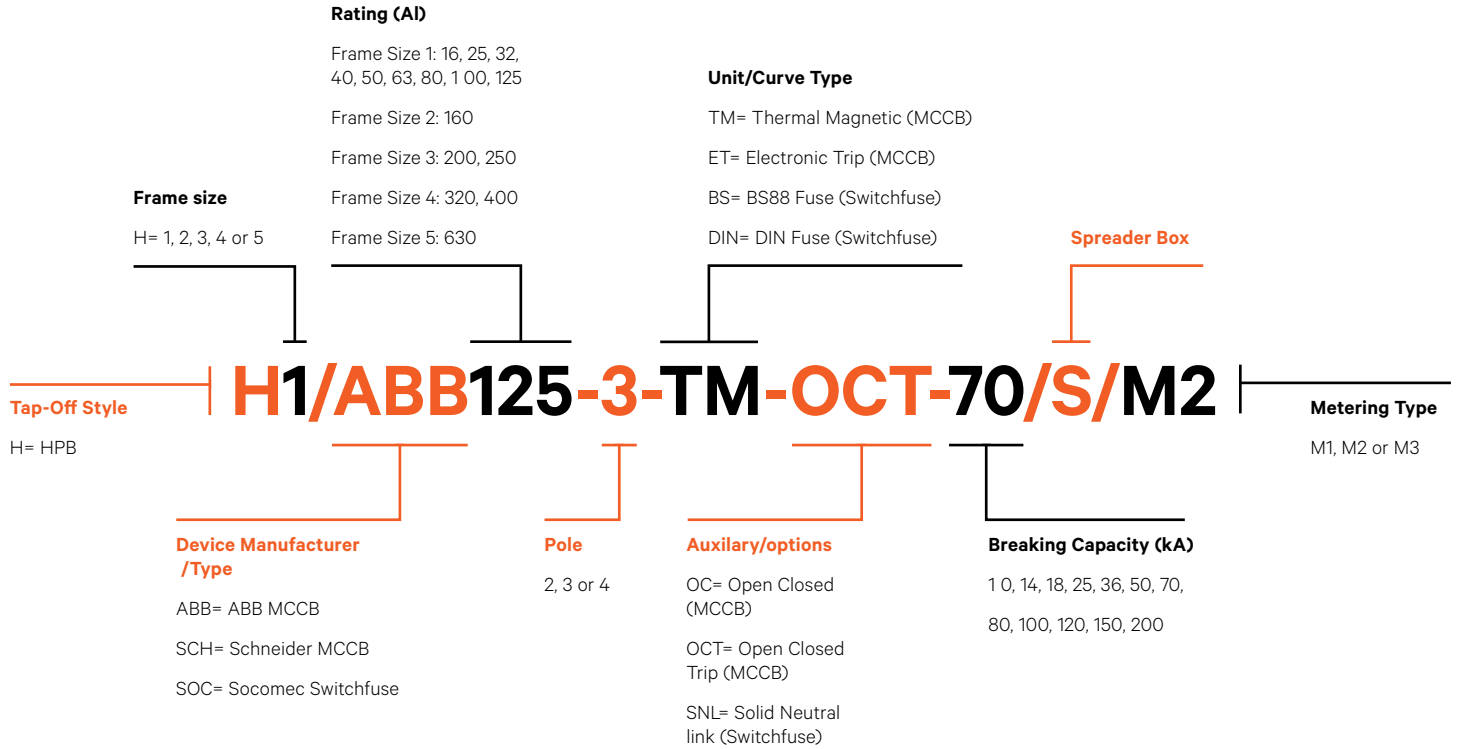 Rating (Al)
Frame Size 1: 16, 25, 32,
40, 50, 63, 80, 1 00, 125
Frame Size 2: 160
Frame Size 3: 200, 250
Frame Size 4: 320, 400
Frame Size 5: 630
Unit/Curve Type
TM= Thermal Magnetic (MCCB)
ET= Electronic Trip (MCCB)
BS= BS88 Fuse (Switchfuse)
DIN= DIN Fuse (Switchfuse)
Frame size
H= 1, 2, 3, 4 or 5
Spreader Box
H1/ABB125-3-TM-OCT-70/S/M2
Tap-Off Style
H= HPB
Metering Type
M1, M2 or M3
Device Manufacturer
/Type
ABB= ABB MCCB
SCH= Schneider MCCB
SOC= Socomec Switchfuse
Pole
2, 3 or 4
Auxilary/options
OC= Open Closed
(MCCB)
OCT= Open Closed
Trip (MCCB)
SNL= Solid Neutral
link (Switchfuse)
Breaking Capacity (kA)
1 0, 14, 18, 25, 36, 50, 70,
80, 100, 120, 150, 200